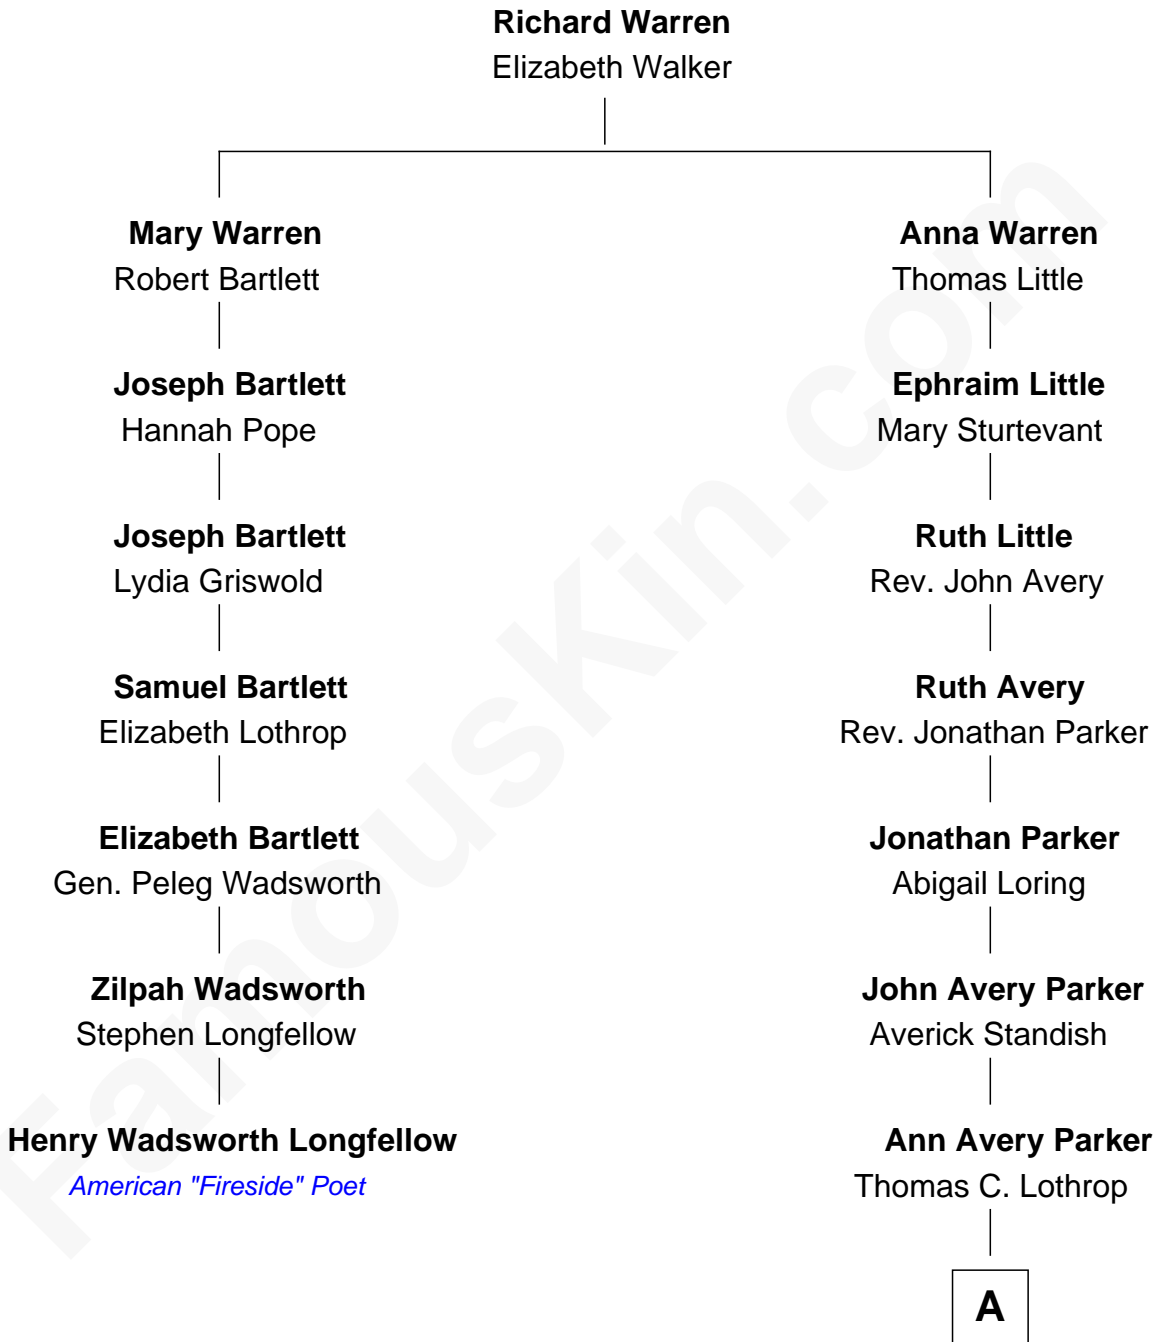 Richard Warren
Elizabeth Walker
Mary Warren
Robert Bartlett
Anna Warren
Thomas Little
Joseph Bartlett
Hannah Pope
Ephraim Little
Mary Sturtevant
Joseph Bartlett
Lydia Griswold
Ruth Little
Rev. John Avery
Samuel Bartlett
Elizabeth Lothrop
Ruth Avery
Rev. Jonathan Parker
Elizabeth Bartlett
Gen. Peleg Wadsworth
Jonathan Parker
Abigail Loring
Zilpah Wadsworth
Stephen Longfellow
John Avery Parker
Averick Standish
Henry Wadsworth Longfellow
American "Fireside" Poet
Ann Avery Parker
Thomas C. Lothrop
A
FamousKin.com